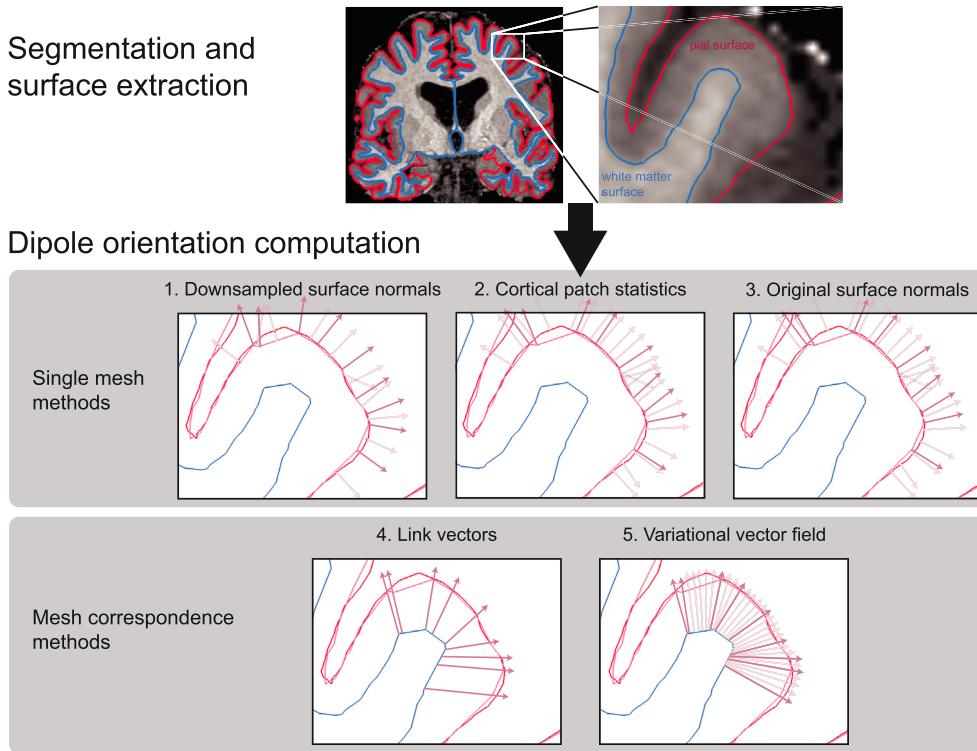 Segmentation and
surface extraction
pial surface
white matter
surface
Dipole orientation computation
1. Downsampled surface normals
2. Cortical patch statistics
3. Original surface normals
Single mesh
methods
4. Link vectors
5. Variational vector field
Mesh correspondence
methods